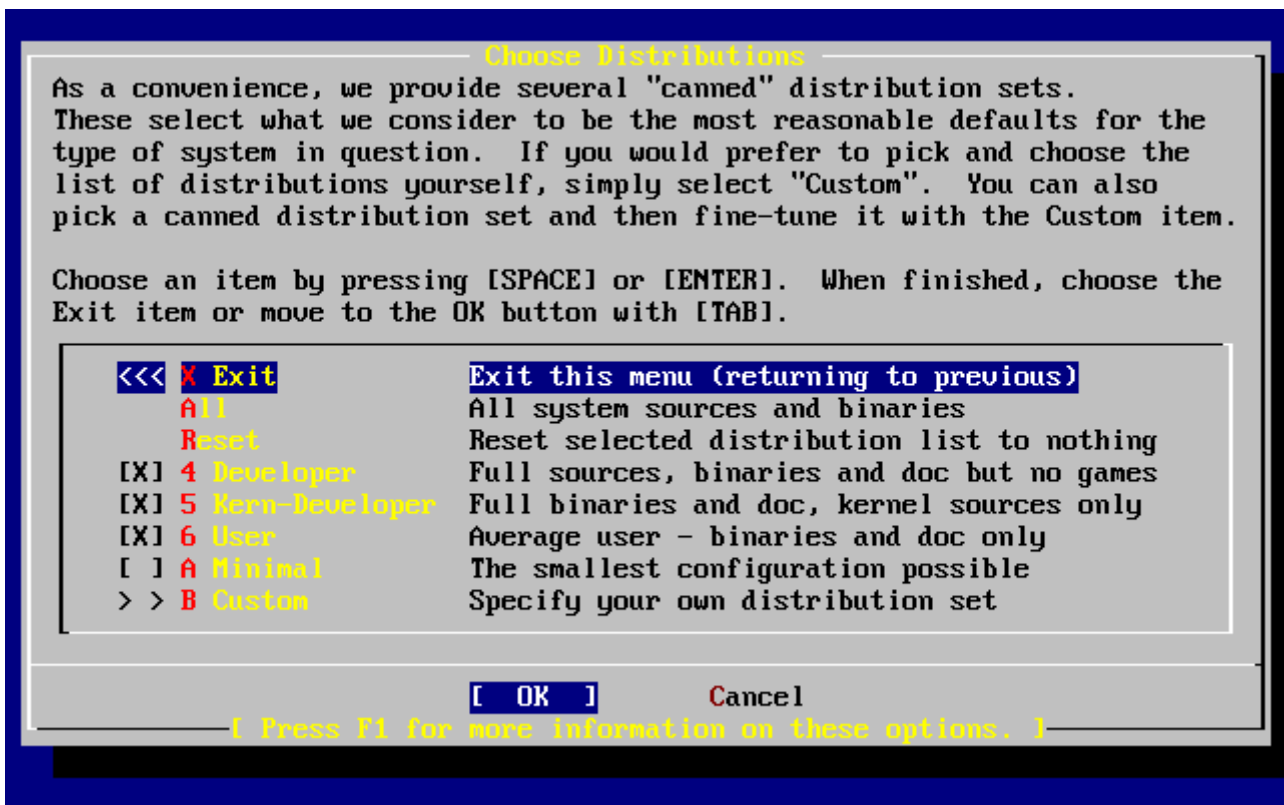 Choose Distributions
As a convenience, we provide several "canned" distribution sets.
These select what we consider to be the most reasonable defaults for the
type of system in question.  If you would prefer to pick and choose the
list of distributions yourself, simply select "Custom".  You can also
pick a canned distribution set and then fine-tune it with the Custom item.
Choose an item by pressing [SPACE] or [ENTER].  When finished, choose the
Exit item or move to the OK button with [TAB].
<<< X Exit            Exit this menu (returning to previous)
    All               All system sources and binaries
    Reset             Reset selected distribution list to nothing
[X] 4 Developer       Full sources, binaries and doc but no games
[X] 5 Kern-Developer  Full binaries and doc, kernel sources only
[X] 6 User            Average user - binaries and doc only
[ ] A Minimal         The smallest configuration possible
> > B Custom          Specify your own distribution set
[  OK  ]       Cancel
[ Press F1 for more information on these options. ]